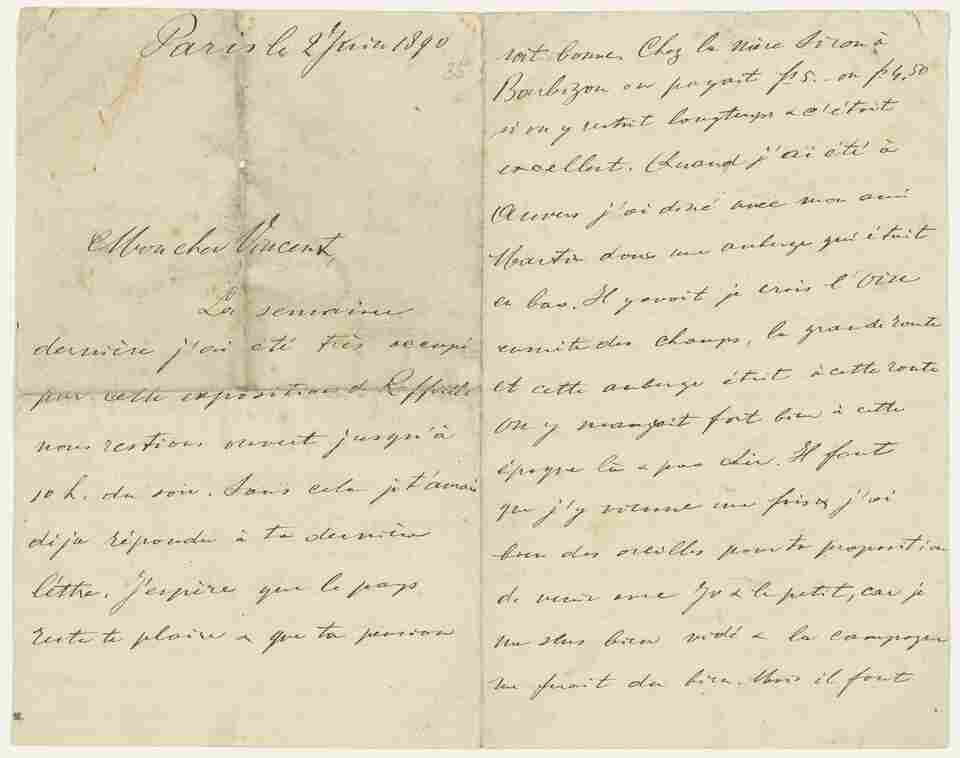 Paris le 2 Juin 1890
35
Mon cher Vincent,
La semaine
dernière j'ai été très occupé
par cette exposition de Raffaelli
nous restions ouvert jusqu'à
10 h. du soir. Sans cela je t'aurais
dejà répondu à ta dernière
lettre. J'espère que le pays
reste te plaire & que ta pension
soit bonne. Chez la mère Siron à
Barbizon on payait f 5.- ou f 4,50
si on y restait longtemps & c'était
excellent. Quand j'ai été à
Auvers j'ai diné avec mon ami
Martin dans une auberge qui était
en bas. Il y avait je crois l'Oise
ensuite des champs, la grande route
et cette auberge était à cette route
On y mangeait fort bien à cette
époque là & pas cher. Il faut
que j'y vienne une fois & j'ai
bien des oreilles pour ta proposition
de venir avec Jo & le petit, car je
me sens bien vidé & la campagne
me ferait du bien. Mais il faut